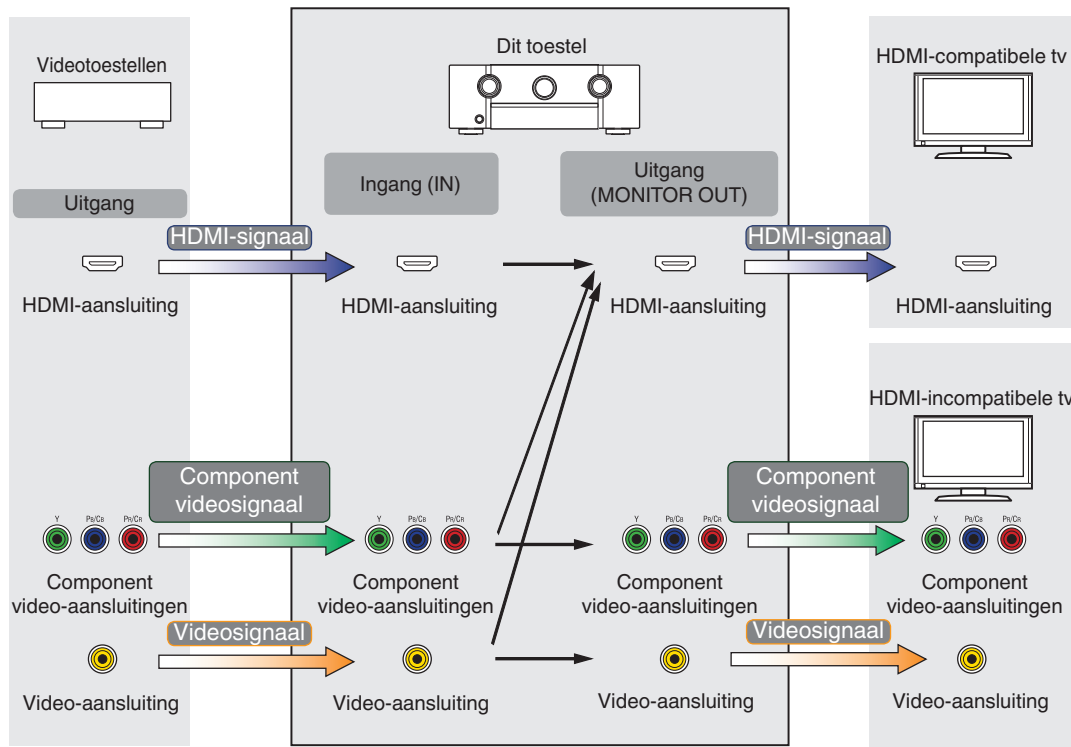 Videotoestellen
Dit toestel
HDMI-compatibele tv
Uitgang
Ingang (IN)
Uitgang
(MONITOR OUT)
HDMI-signaal
HDMI-signaal
HDMI-aansluiting
HDMI-aansluiting
HDMI-aansluiting
HDMI-aansluiting
HDMI-incompatibele tv
Component
videosignaal
Component
videosignaal
Y PB/CB PR/CR
Y PB/CB PR/CR
Y PB/CB PR/CR
Y PB/CB PR/CR
Component
video-aansluitingen
Component
video-aansluitingen
Component
video-aansluitingen
Component
video-aansluitingen
Videosignaal
Videosignaal
Video-aansluiting
Video-aansluiting
Video-aansluiting
Video-aansluiting